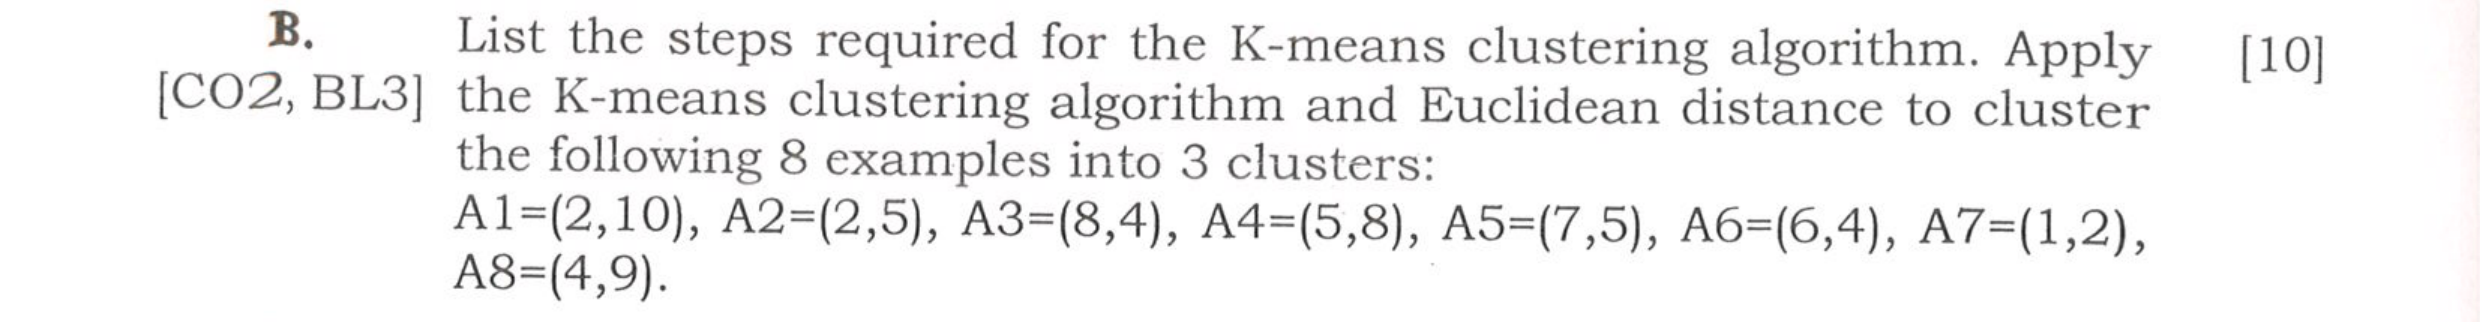 B. List the steps required for the K-means clustering algorithm. Apply [10]
[CO2, BL3] the K-means clustering algorithm and Euclidean distance to cluster
the following 8 examples into 3 clusters:
A1=(2,10), A2=(2,5), A3=(8,4), A4=(5,8), A5=(7,5), A6=(6,4), A7=(1,2),
A8=(4,9).